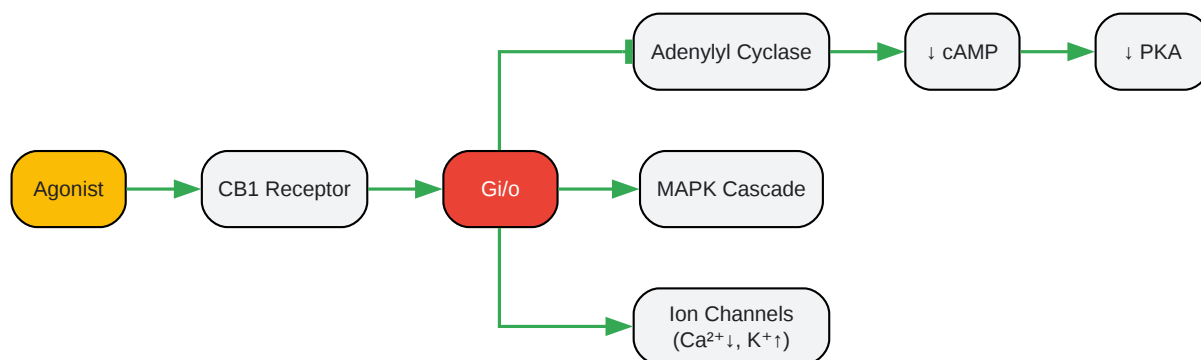 Adenylyl Cyclase
↓ cAMP
↓ PKA
Agonist
CB1 Receptor
Gi/o
MAPK Cascade
Ion Channels
(Ca²⁺↓, K⁺↑)